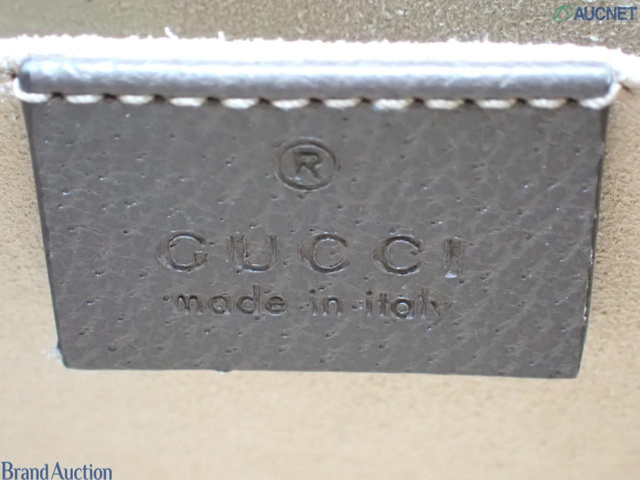 AUCNET
®
GUCCI
made in italy
Brand Auction